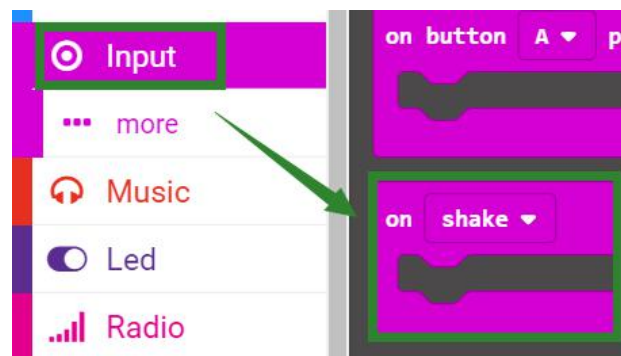 Input
more
Music
Led
Radio
on button A p
on shake